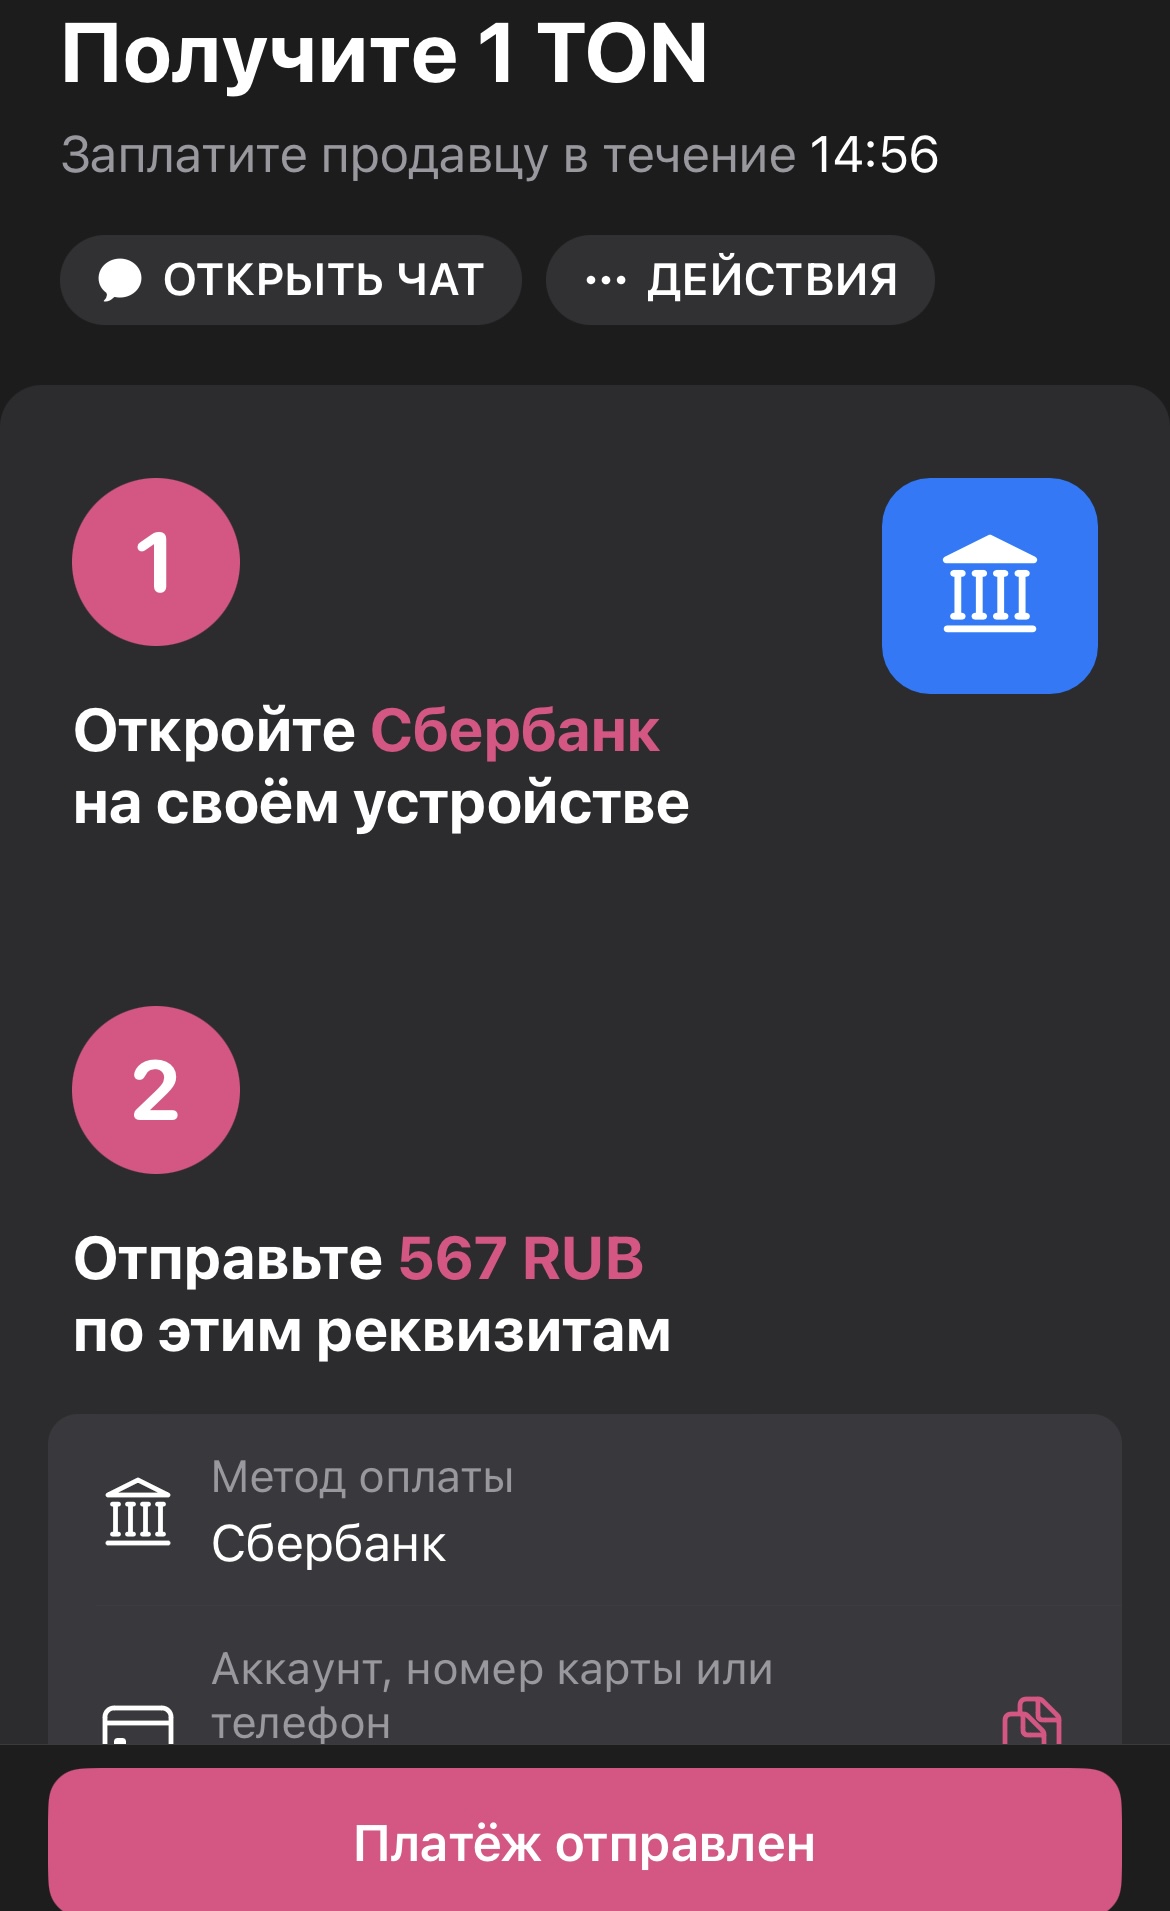 Получите 1 TON
Заплатите продавцу в течение 14:56
ОТКРЫТЬ ЧАТ
··· ДЕЙСТВИЯ
1
Откройте Сбербанк
на своём устройстве
2
Отправьте 567 RUB
по этим реквизитам
Метод оплаты
Сбербанк
Аккаунт, номер карты или
телефон
Платёж отправлен